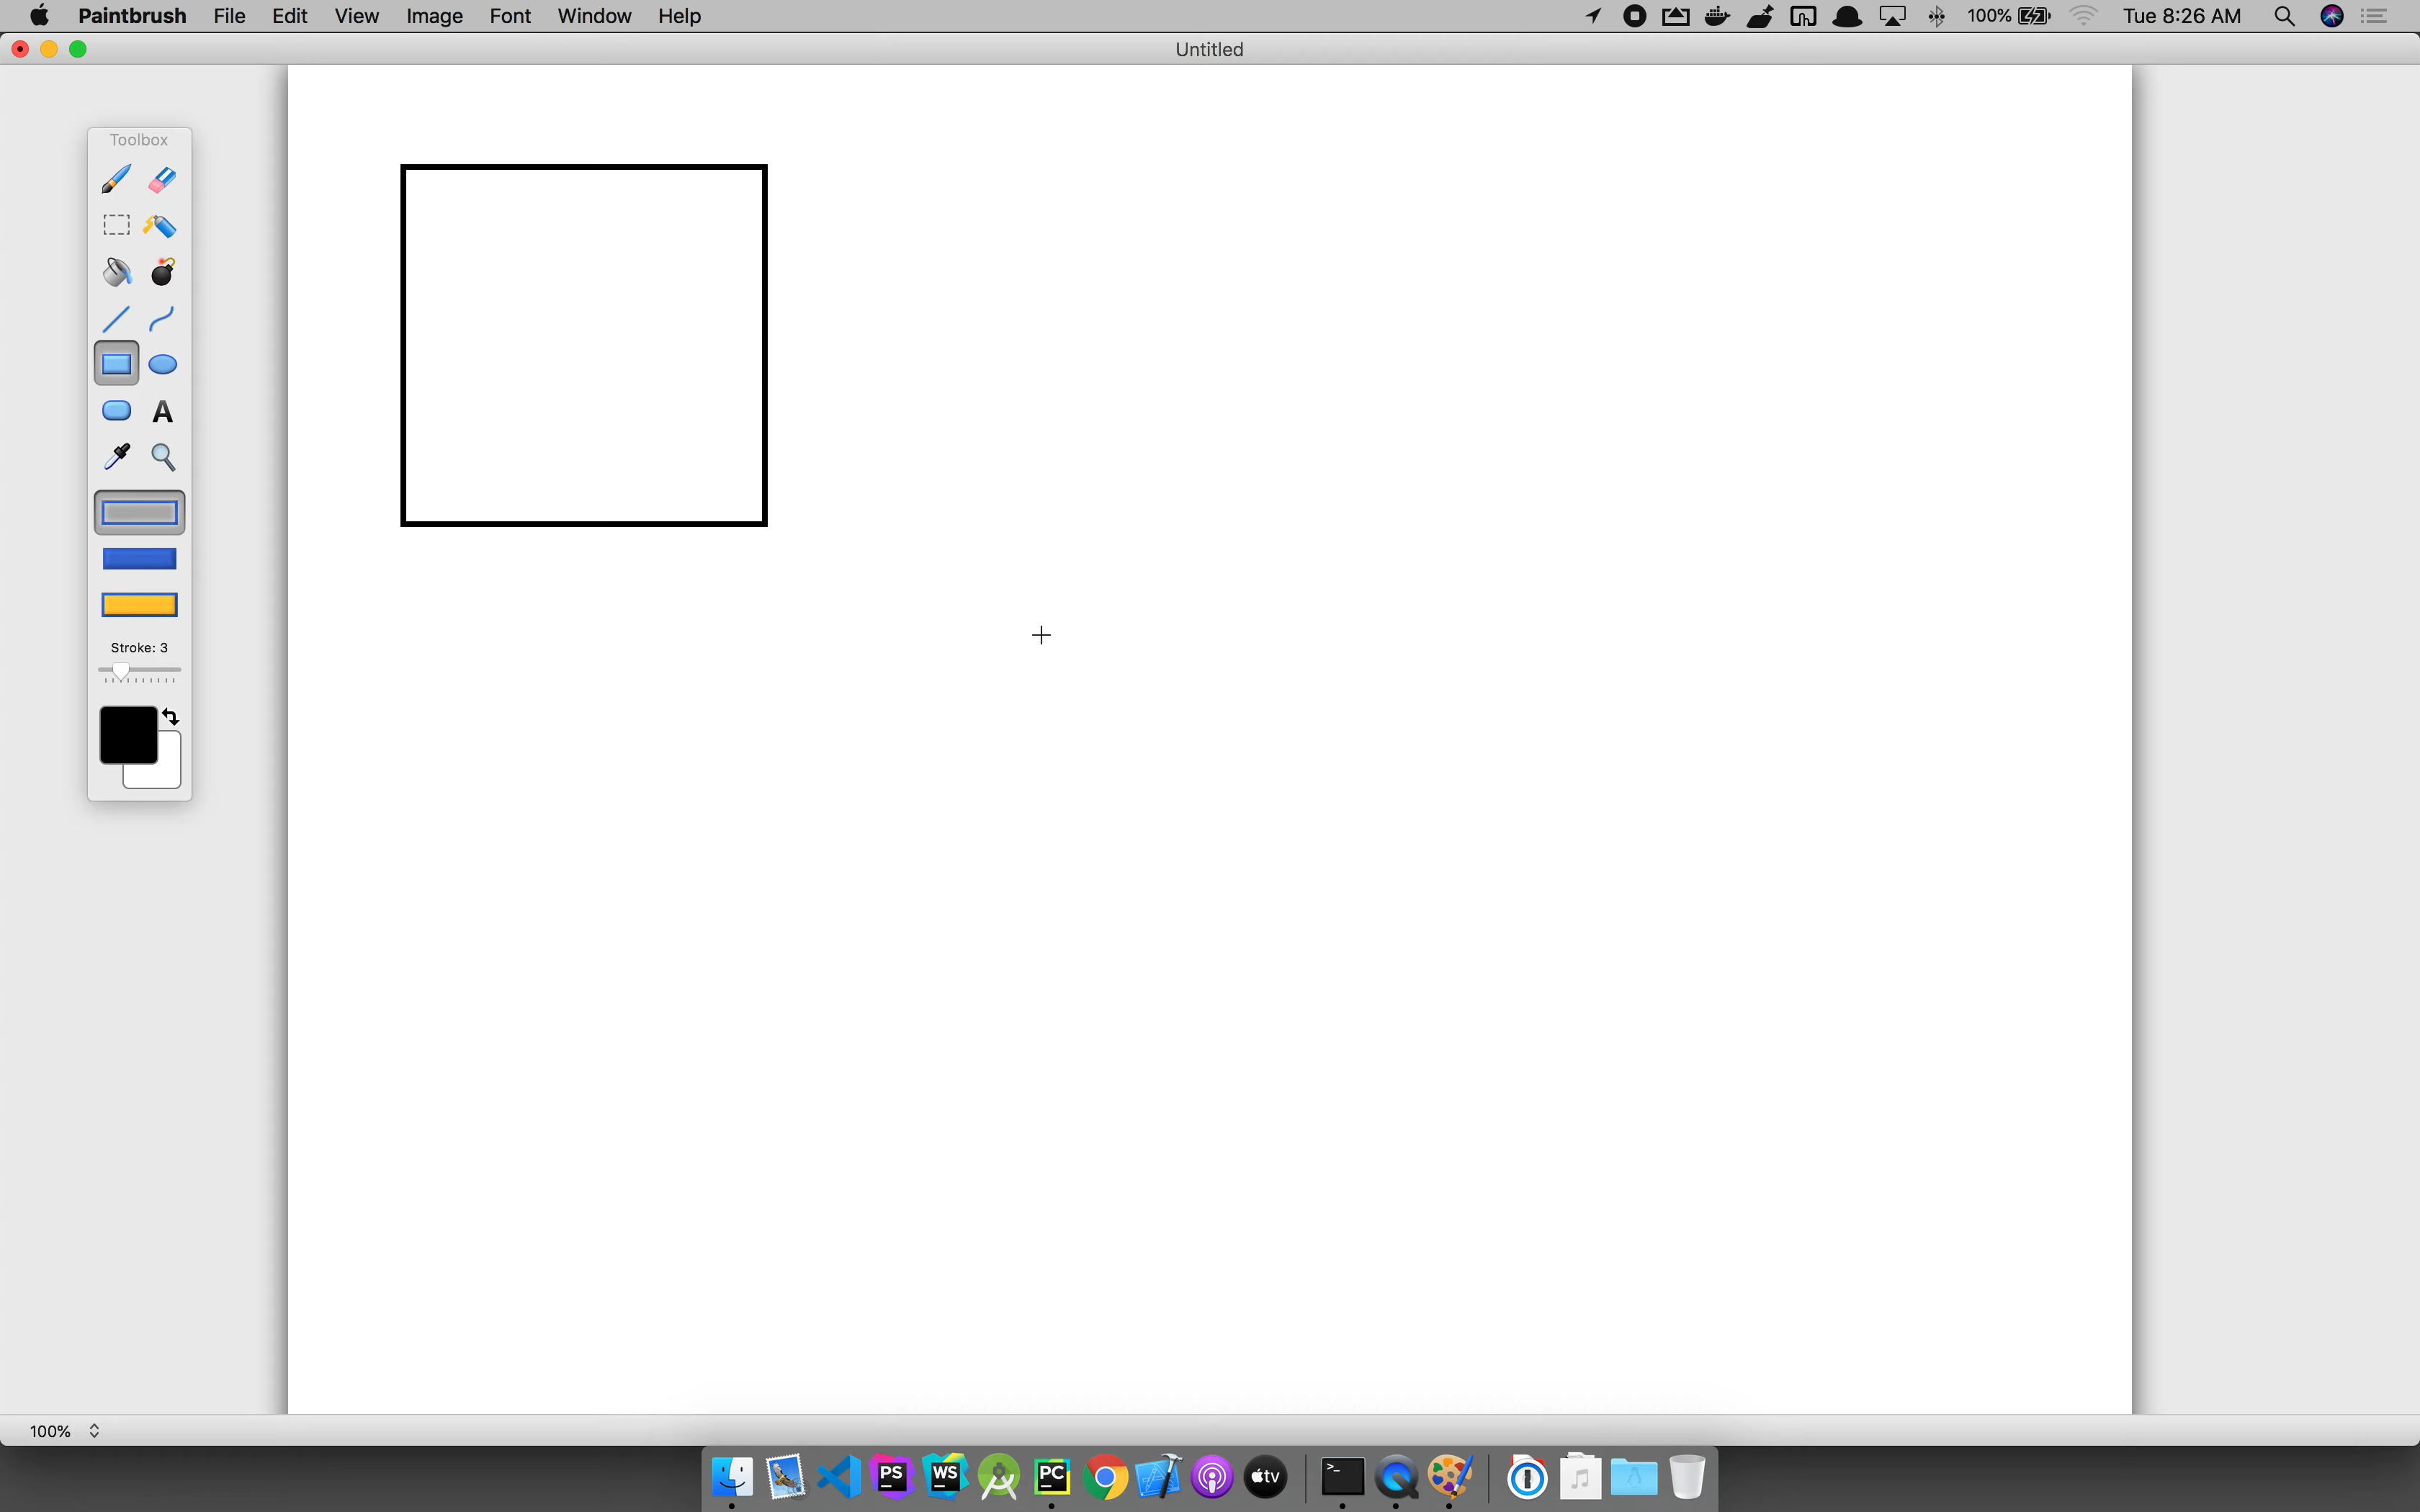 Paintbrush File Edit View Image Font Window Help 100% Tue 8:26 AM
Untitled
Toolbox
A
Stroke: 3
100%
PS WS PC tv >_